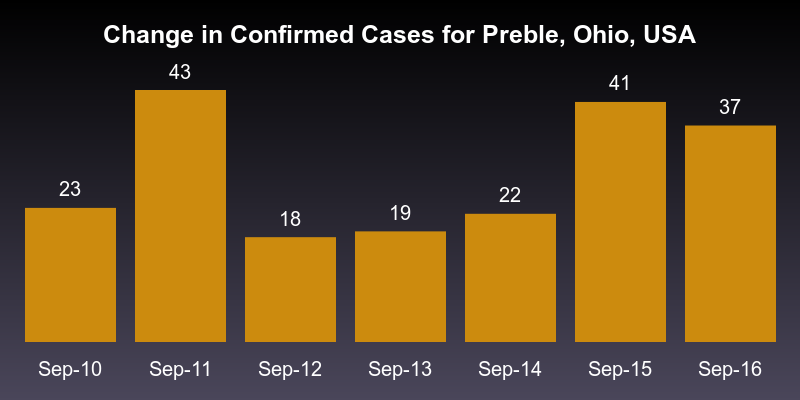 Change in Confirmed Cases for Preble, Ohio, USA
23
43
18
19
22
41
37
Sep-10
Sep-11
Sep-12
Sep-13
Sep-14
Sep-15
Sep-16